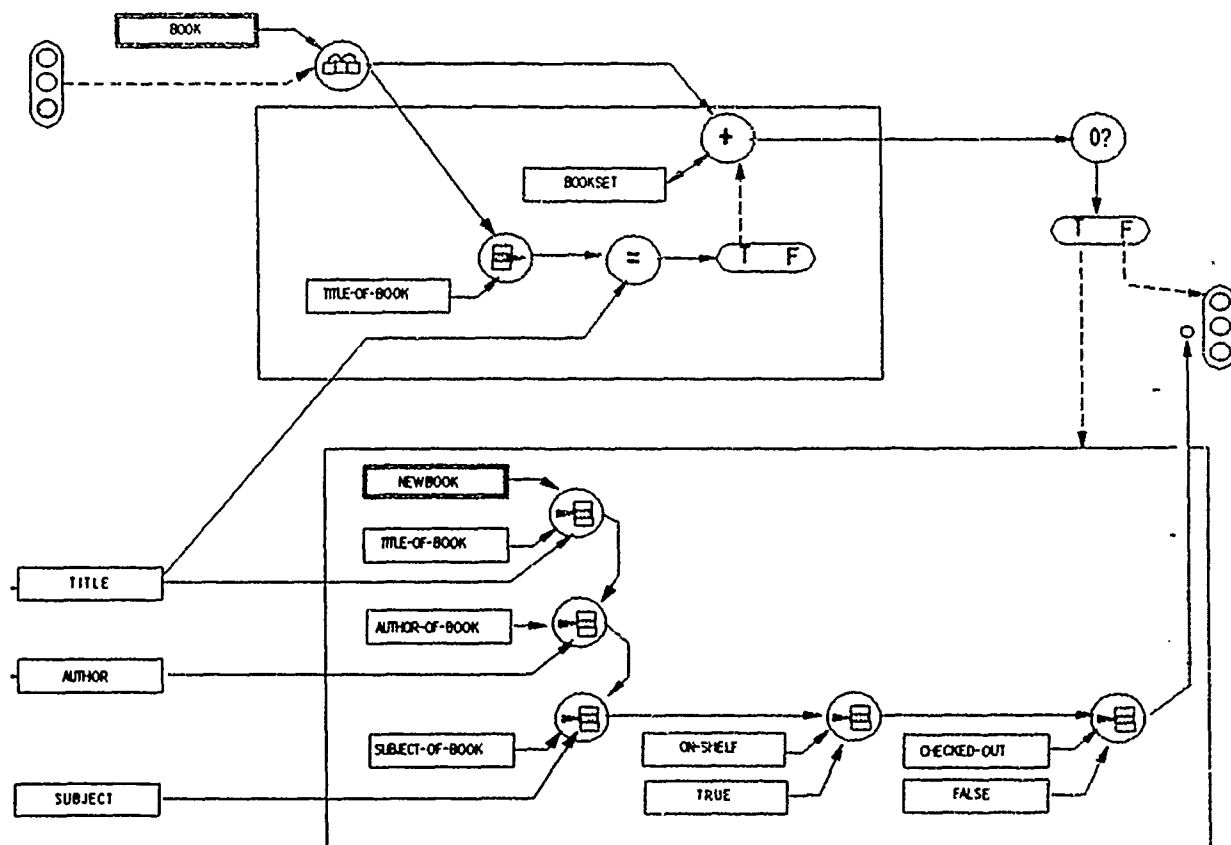 BOOK
+
0?
BOOKSET
T F
T F
=
TITLE-OF-BOOK
NEWBOOK
TITLE-OF-BOOK
TITLE
AUTHOR-OF-BOOK
AUTHOR
SUBJECT-OF-BOOK
ON-SHELF
CHECKED-OUT
SUBJECT
TRUE
FALSE